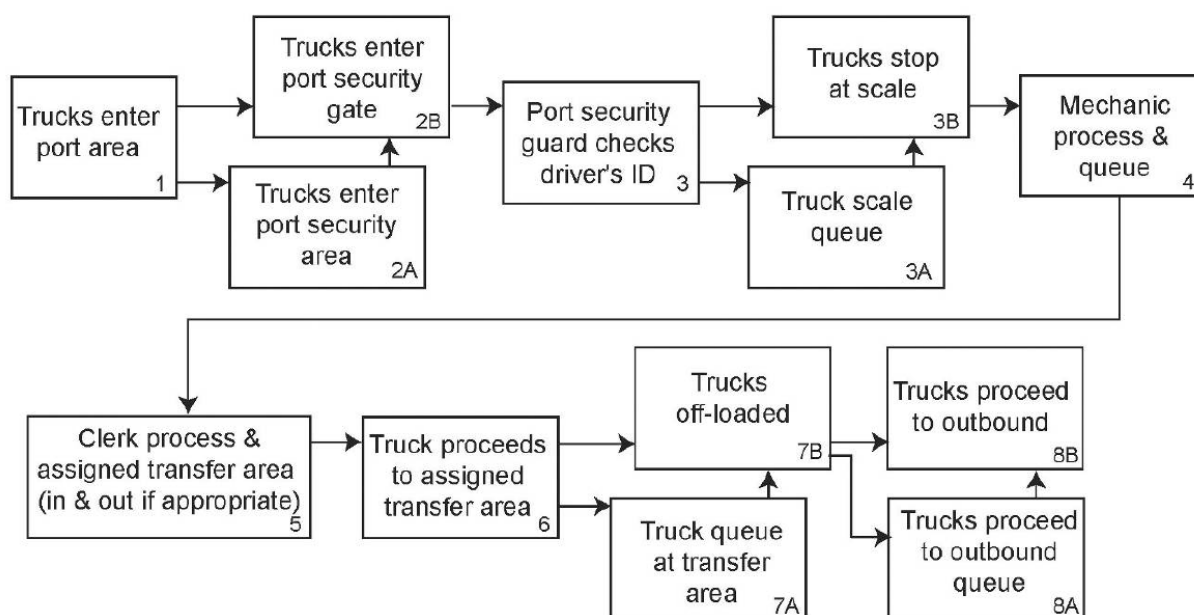 Trucks enter
port area
1
Trucks enter
port security
gate
2B
Trucks enter
port security
area
2A
Port security
guard checks
driver's ID
3
Trucks stop
at scale
3B
Truck scale
queue
3A
Mechanic
process &
queue
4
Clerk process &
assigned transfer area
(in & out if appropriate)
5
Truck proceeds
to assigned
transfer area
6
Trucks
off-loaded
7B
Truck queue
at transfer
area
7A
Trucks proceed
to outbound
8B
Trucks proceed
to outbound
queue
8A